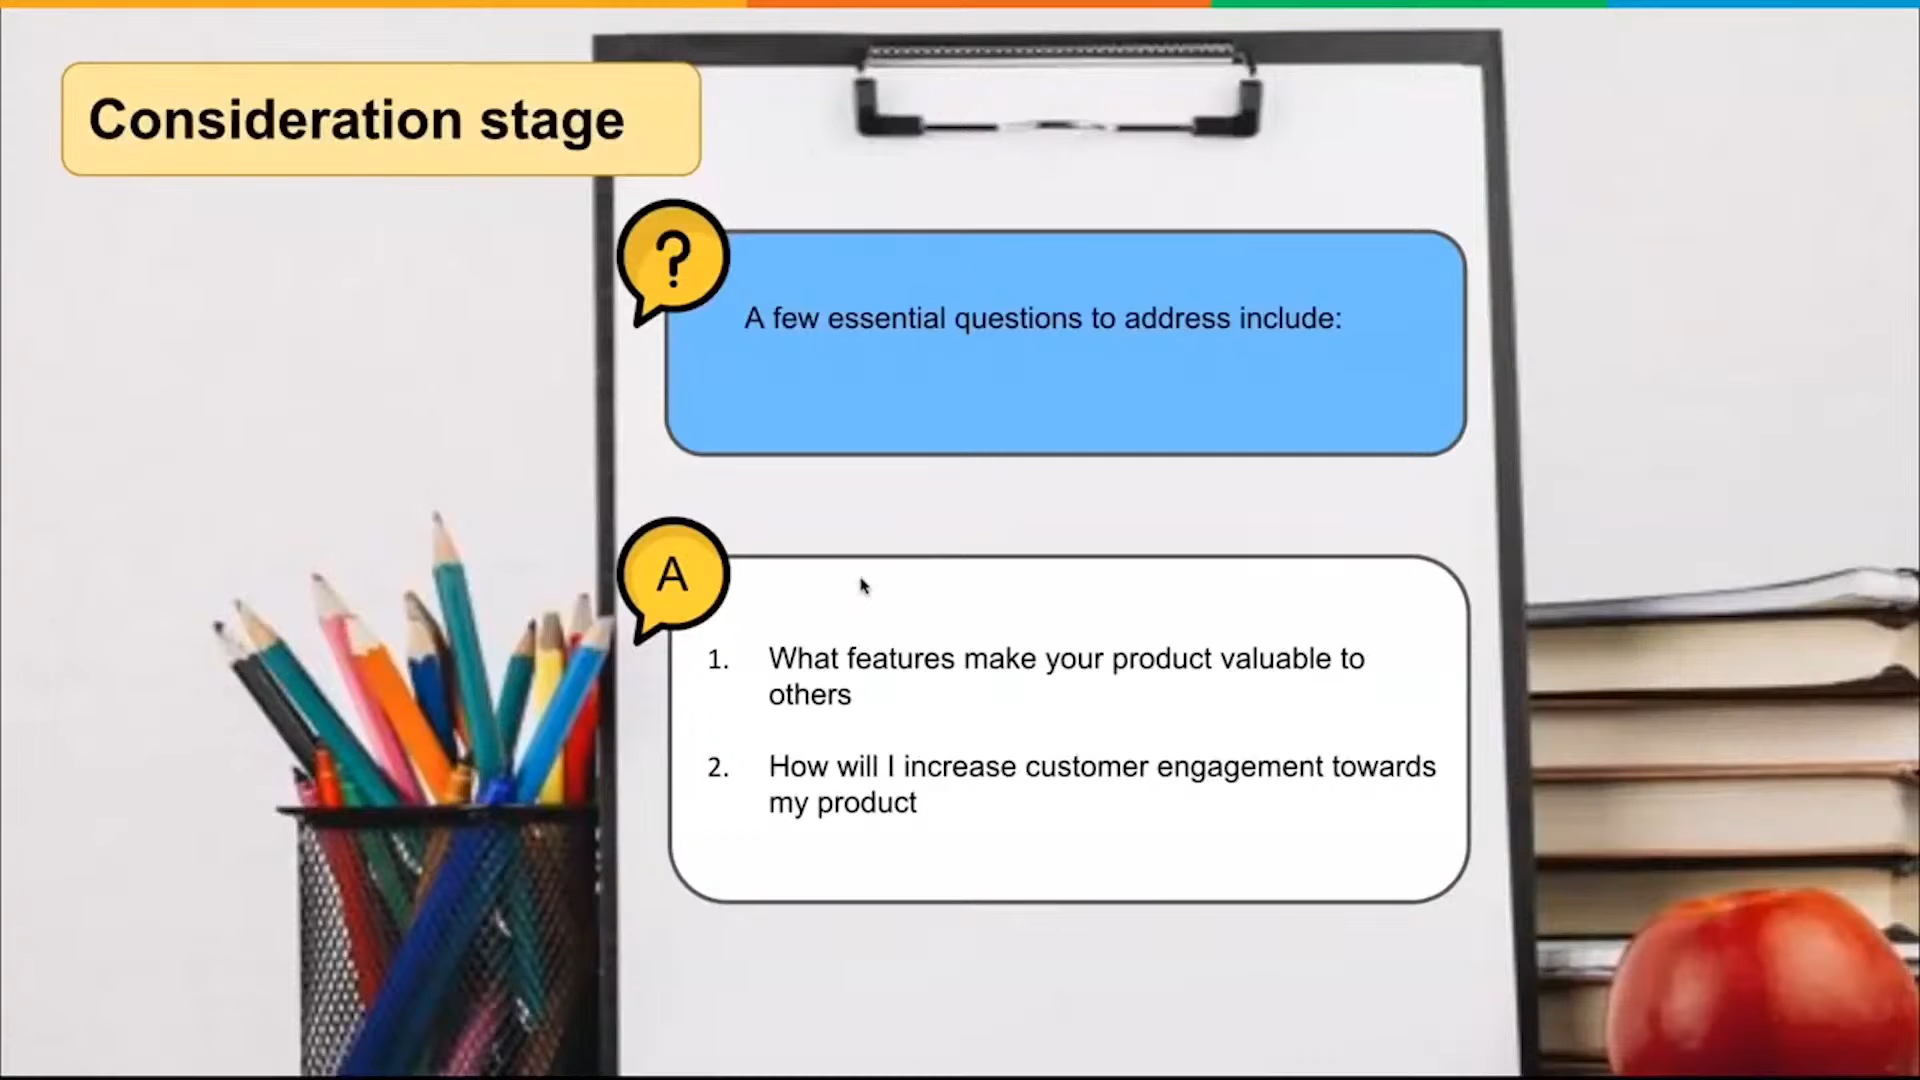 Consideration stage
?
A few essential questions to address include:
A
1. What features make your product valuable to
others
2. How will I increase customer engagement towards
my product